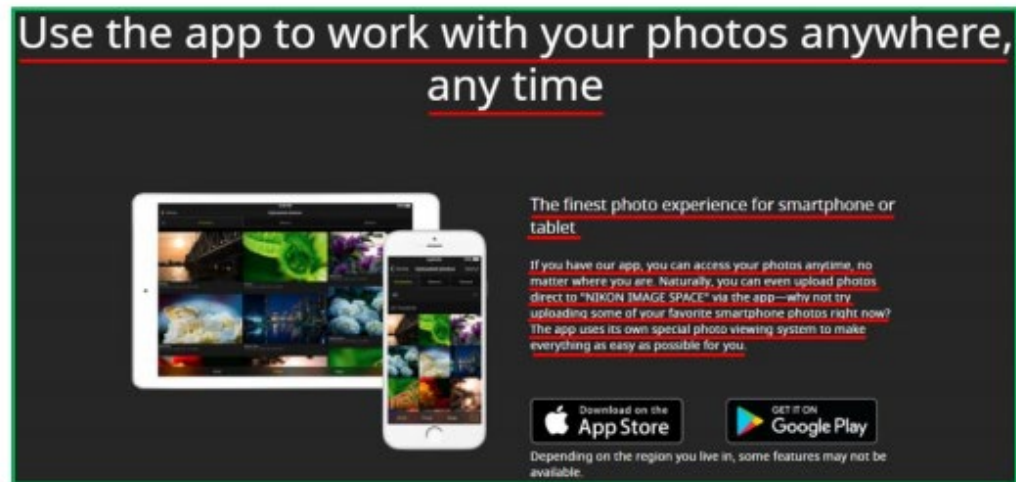 Use the app to work with your photos anywhere,
any time
The finest photo experience for smartphone or
tablet
If you have our app, you can access your photos anytime, no
matter where you are. Naturally, you can even upload photos
direct to "NIKON IMAGE SPACE" via the app—why not try
uploading some of your favorite smartphone photos right now?
The app uses its own special photo viewing system to make
everything as easy as possible for you.
Download on the
App Store
GET IT ON
Google Play
Depending on the region you live in, some features may not be
available.